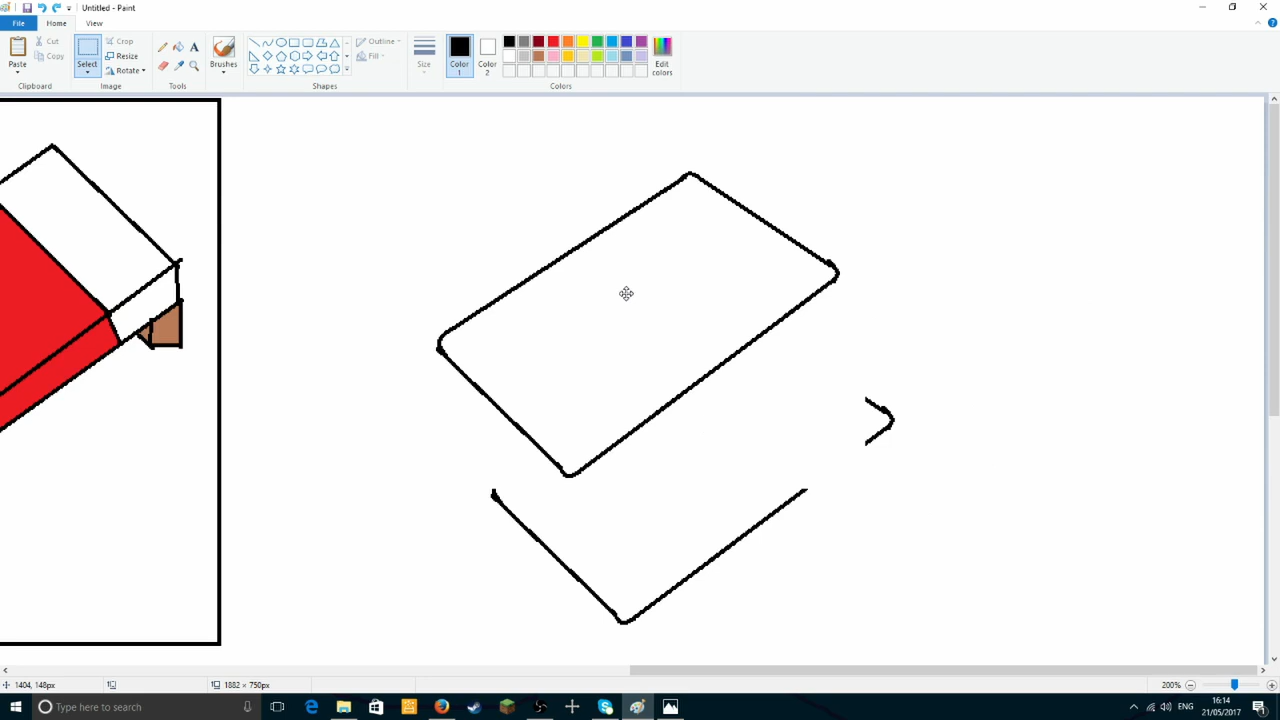 Untitled - Paint
File Home View
Paste
Cut
Copy
Clipboard
Select
Crop
Resize
Rotate
Image
A
Tools
Brushes
Shapes
Outline
Fill
Size
Color 1
Color 2
Edit colors
Colors
1404, 148px
1882 × 750px
200%
Type here to search
ENG
16:14
21/05/2017